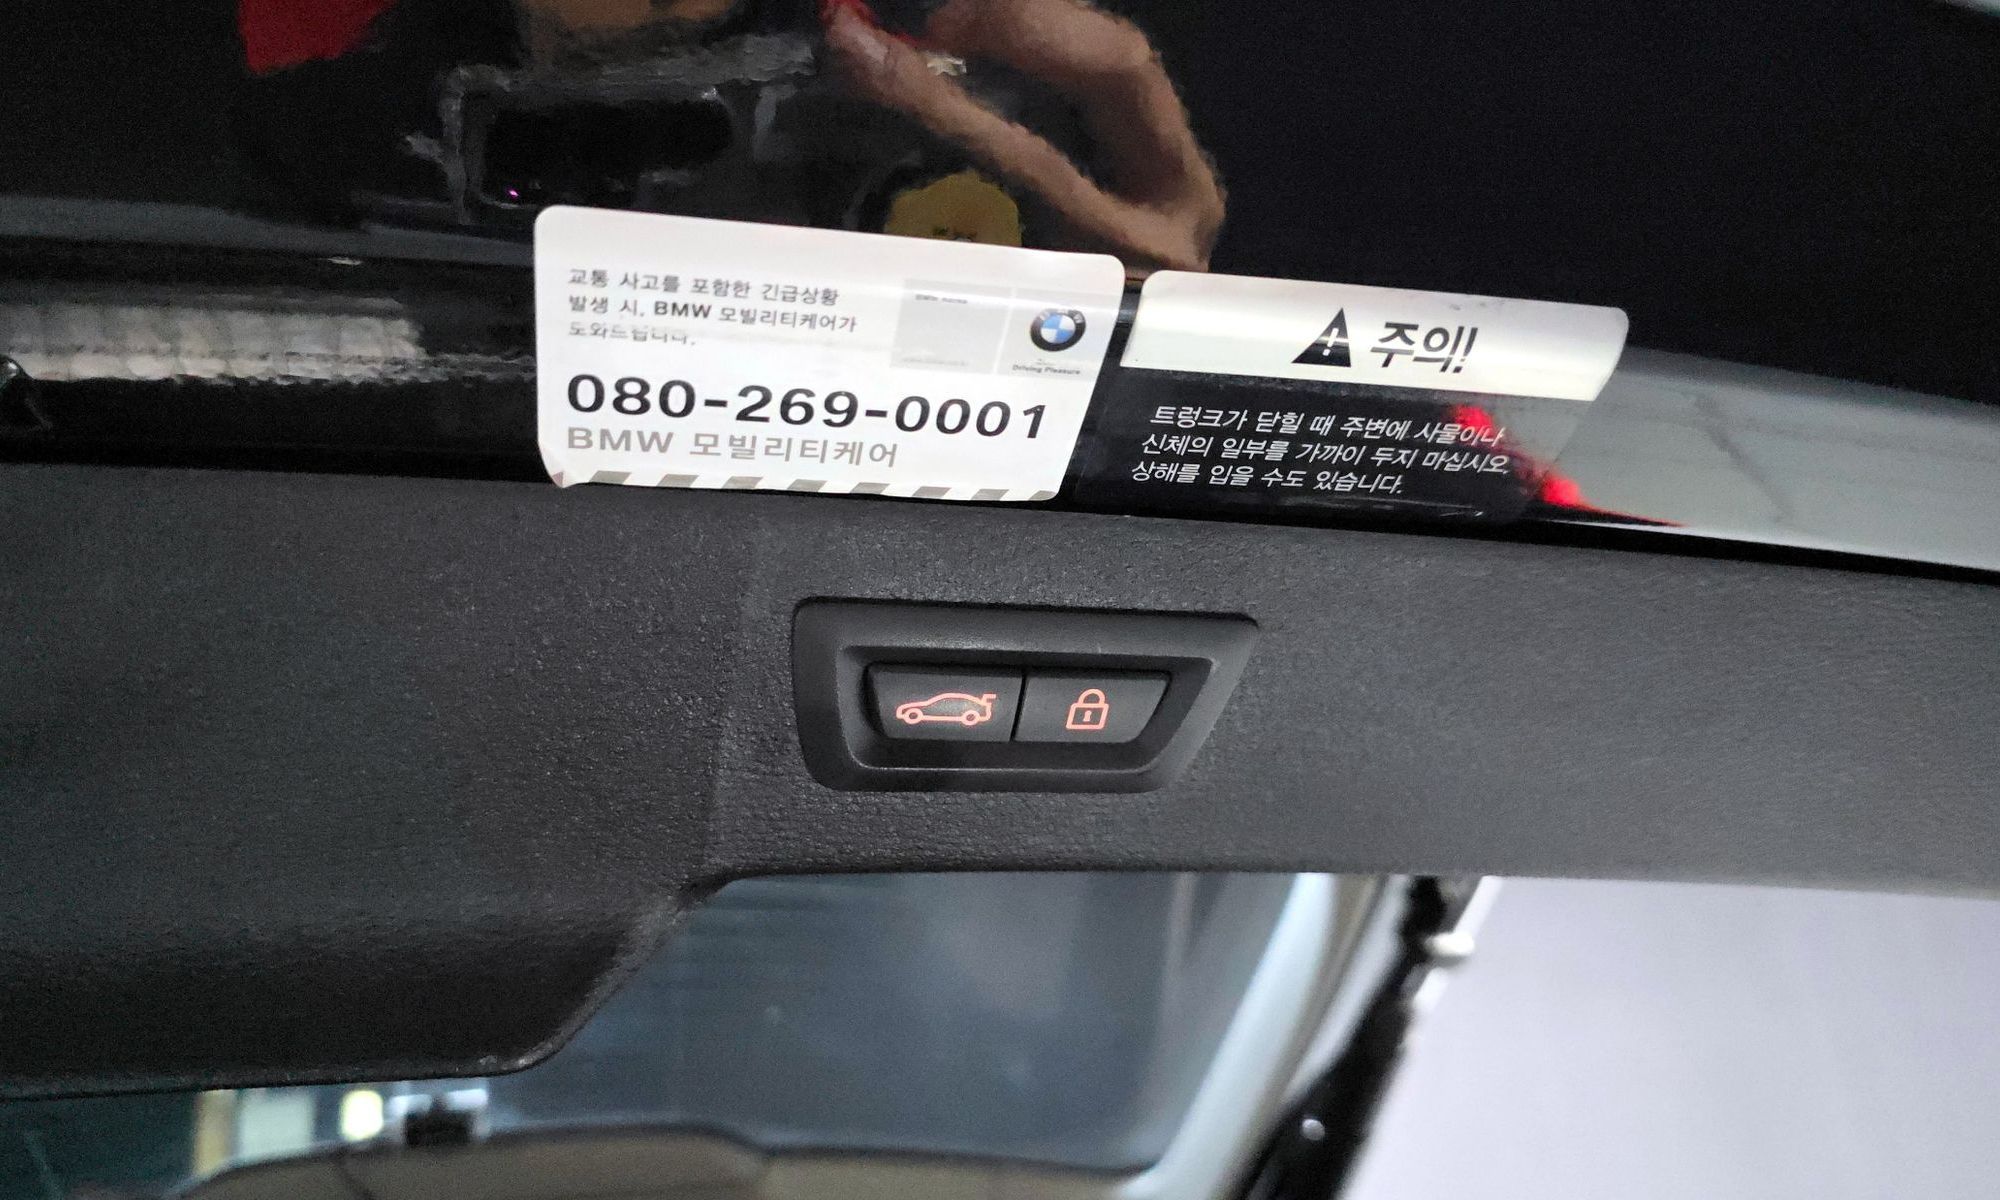 교통 사고를 포함한 긴급상황
발생 시, BMW 모빌리티케어가
도와드립니다.
Driving Pleasure
080-269-0001
BMW 모빌리티케어
주의!
트렁크가 닫힐 때 주변에 사물이나
신체의 일부를 가까이 두지 마십시오.
상해를 입을 수도 있습니다.